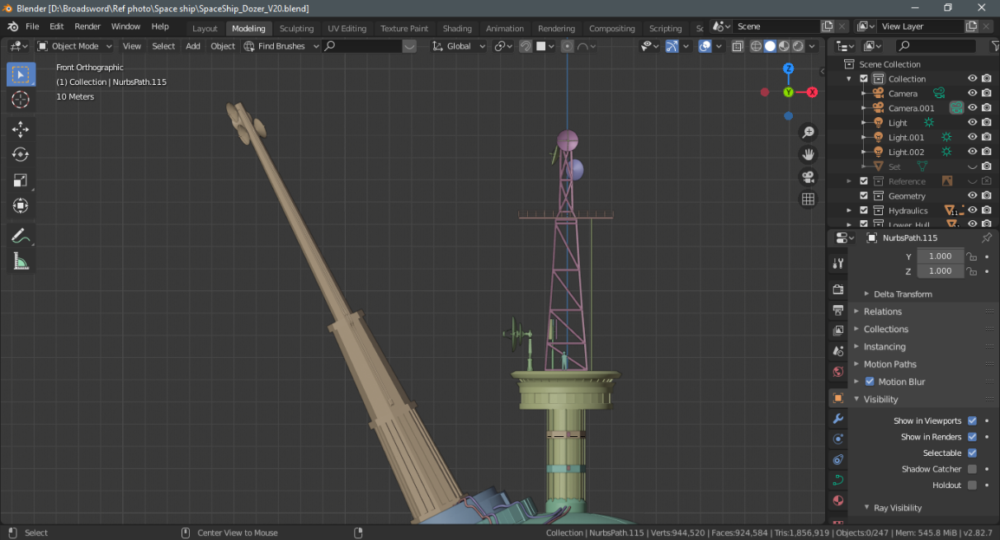 Blender [D:\Broadsword\Ref photo\Space ship\SpaceShip_Dozer_V20.blend]
File Edit Render Window Help Layout Modeling Sculpting UV Editing Texture Paint Shading Animation Rendering Compositing Scripting Scene View Layer
Object Mode View Select Add Object Find Brushes Global
Front Orthographic
(1) Collection | NurbsPath.115
10 Meters
Z
Y
X
Scene Collection
Collection
Camera
Camera.001
Light
Light.001
Light.002
Set
Reference
Geometry
Hydraulics 11
Lower_Hull
NurbsPath.115
Y 1.000
Z 1.000
Delta Transform
Relations
Collections
Instancing
Motion Paths
Motion Blur
Visibility
Show in Viewports
Show in Renders
Selectable
Shadow Catcher
Holdout
Ray Visibility
Select Center View to Mouse Collection | NurbsPath.115 | Verts:944,520 | Faces:924,584 | Tris:1,856,919 | Objects:0/247 | Mem: 545.8 MiB | v2.82.7